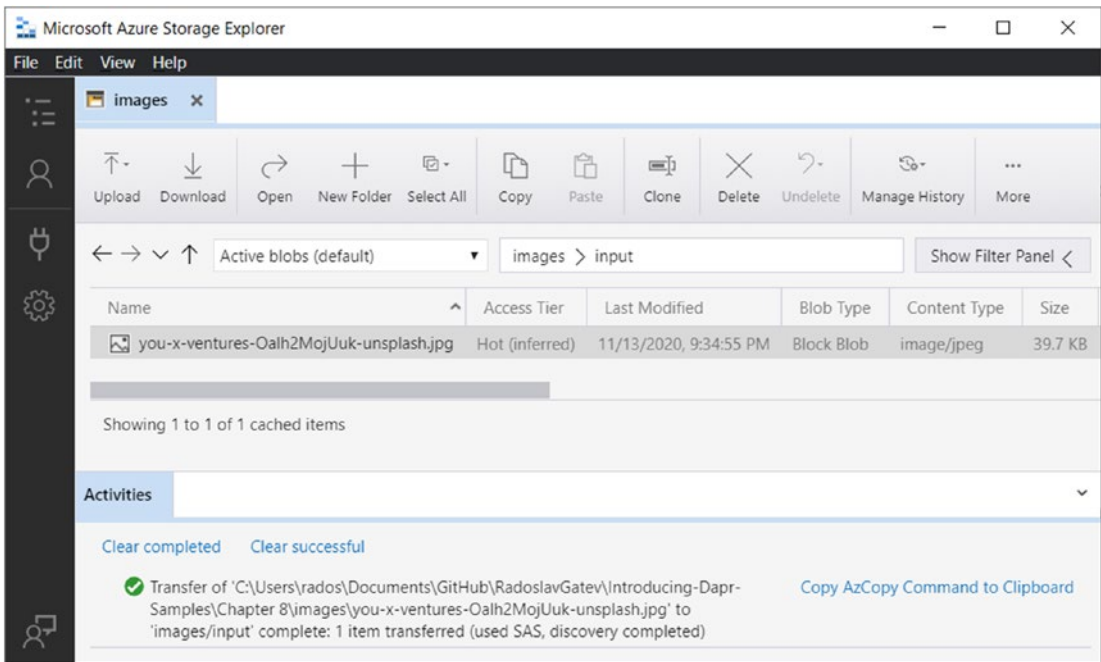 Microsoft Azure Storage Explorer
File Edit View Help
images
Upload Download Open New Folder Select All Copy Paste Clone Delete Undelete Manage History More
Active blobs (default) images > input Show Filter Panel
Name Access Tier Last Modified Blob Type Content Type Size
you-x-ventures-Oalh2MojUuk-unsplash.jpg Hot (inferred) 11/13/2020, 9:34:55 PM Block Blob image/jpeg 39.7 KB
Showing 1 to 1 of 1 cached items
Activities
Clear completed Clear successful
Transfer of 'C:\Users\rados\Documents\GitHub\RadoslavGatev\Introducing-Dapr- Copy AzCopy Command to Clipboard
Samples\Chapter 8\images\you-x-ventures-Oalh2MojUuk-unsplash.jpg' to
'images/input' complete: 1 item transferred (used SAS, discovery completed)